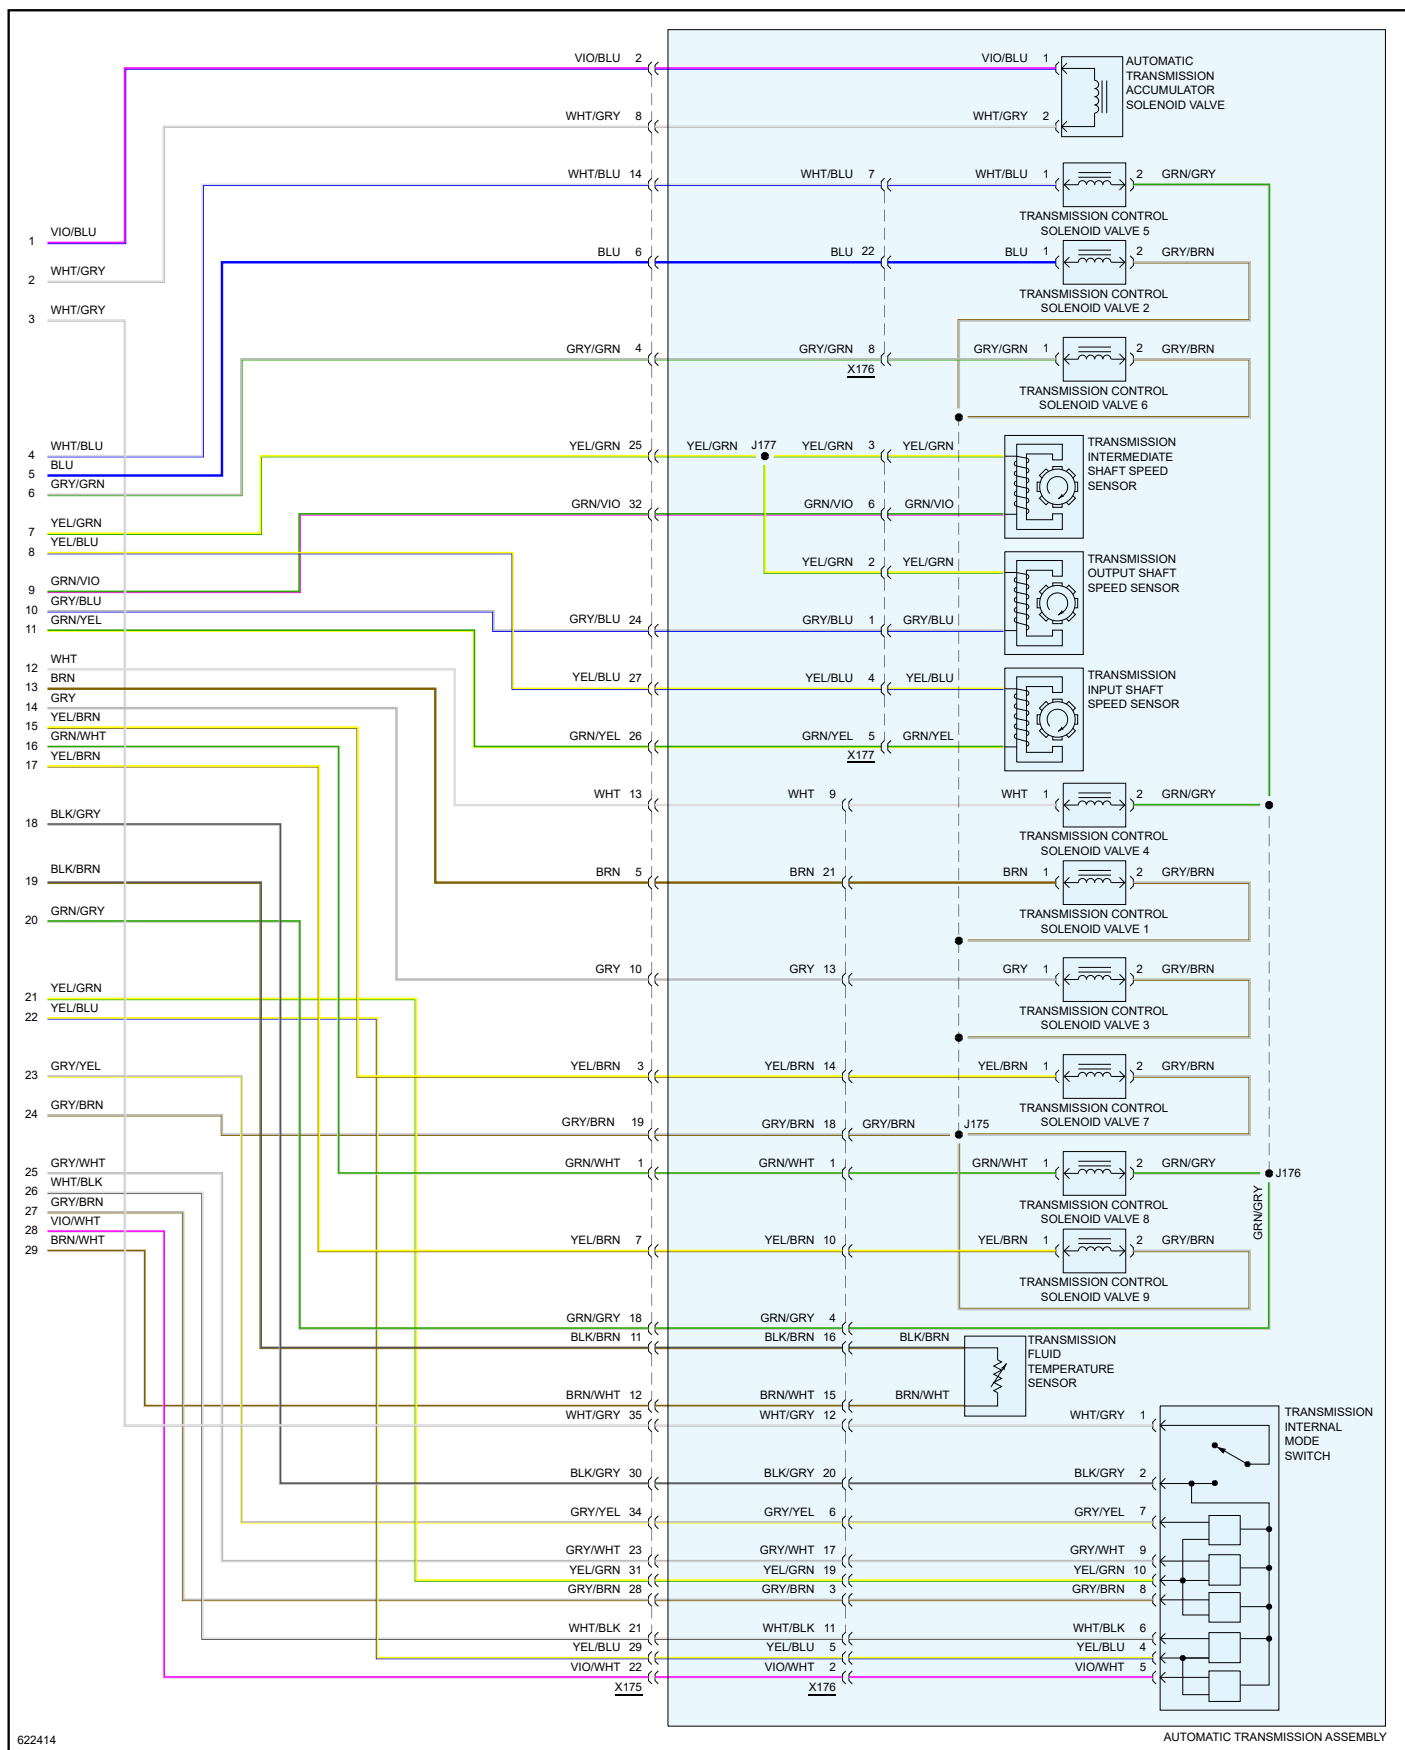 VIO/BLU 2 VIO/BLU 1 AUTOMATIC
TRANSMISSION
ACCUMULATOR
SOLENOID VALVE
WHT/GRY 8 WHT/GRY 2
WHT/BLU 14 WHT/BLU 7 WHT/BLU 1 2 GRN/GRY
TRANSMISSION CONTROL
SOLENOID VALVE 5
1 VIO/BLU
BLU 6 BLU 22 BLU 1 2 GRY/BRN
2 WHT/GRY
TRANSMISSION CONTROL
SOLENOID VALVE 2
3 WHT/GRY
GRY/GRN 4 GRY/GRN 8 GRY/GRN 1 2 GRY/BRN
X176
TRANSMISSION CONTROL
SOLENOID VALVE 6
4 WHT/BLU
YEL/GRN 25 YEL/GRN J177 YEL/GRN 3 YEL/GRN
TRANSMISSION
INTERMEDIATE
SHAFT SPEED
SENSOR
5 BLU
6 GRY/GRN
GRN/VIO 32 GRN/VIO 6 GRN/VIO
7 YEL/GRN
8 YEL/BLU
YEL/GRN 2 YEL/GRN
TRANSMISSION
OUTPUT SHAFT
SPEED SENSOR
9 GRN/VIO
10 GRY/BLU
11 GRN/YEL
GRY/BLU 24 GRY/BLU 1 GRY/BLU
12 WHT
13 BRN
YEL/BLU 27 YEL/BLU 4 YEL/BLU
TRANSMISSION
INPUT SHAFT
SPEED SENSOR
14 GRY
15 YEL/BRN
16 GRN/WHT
GRN/YEL 26 GRN/YEL 5 GRN/YEL
X177
17 YEL/BRN
WHT 13 WHT 9 WHT 1 2 GRN/GRY
18 BLK/GRY
TRANSMISSION CONTROL
SOLENOID VALVE 4
19 BLK/BRN
BRN 5 BRN 21 BRN 1 2 GRY/BRN
20 GRN/GRY
TRANSMISSION CONTROL
SOLENOID VALVE 1
GRY 10 GRY 13 GRY 1 2 GRY/BRN
21 YEL/GRN
22 YEL/BLU
TRANSMISSION CONTROL
SOLENOID VALVE 3
23 GRY/YEL
YEL/BRN 3 YEL/BRN 14 YEL/BRN 1 2 GRY/BRN
TRANSMISSION CONTROL
SOLENOID VALVE 7
24 GRY/BRN
GRY/BRN 19 GRY/BRN 18 GRY/BRN J175
25 GRY/WHT
GRN/WHT 1 GRN/WHT 1 GRN/WHT 1 2 GRN/GRY J176
26 WHT/BLK
27 GRY/BRN
TRANSMISSION CONTROL
SOLENOID VALVE 8
GRN/GRY
28 VIO/WHT
29 BRN/WHT
YEL/BRN 7 YEL/BRN 10 YEL/BRN 1 2 GRY/BRN
TRANSMISSION CONTROL
SOLENOID VALVE 9
GRN/GRY 18 GRN/GRY 4
BLK/BRN 11 BLK/BRN 16 BLK/BRN
TRANSMISSION
FLUID
TEMPERATURE
SENSOR
BRN/WHT 12 BRN/WHT 15 BRN/WHT
WHT/GRY 35 WHT/GRY 12 WHT/GRY 1
TRANSMISSION
INTERNAL
MODE
SWITCH
BLK/GRY 30 BLK/GRY 20 BLK/GRY 2
GRY/YEL 34 GRY/YEL 6 GRY/YEL 7
GRY/WHT 23 GRY/WHT 17 GRY/WHT 9
YEL/GRN 31 YEL/GRN 19 YEL/GRN 10
GRY/BRN 28 GRY/BRN 3 GRY/BRN 8
WHT/BLK 21 WHT/BLK 11 WHT/BLK 6
YEL/BLU 29 YEL/BLU 5 YEL/BLU 4
VIO/WHT 22 VIO/WHT 2 VIO/WHT 5
X175 X176
622414 AUTOMATIC TRANSMISSION ASSEMBLY